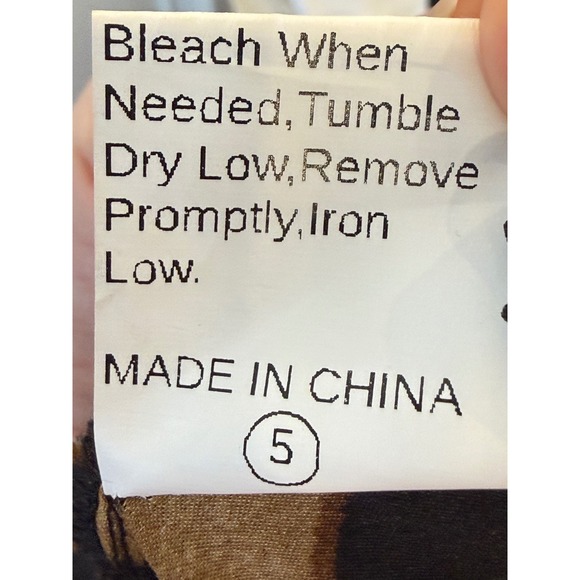 Bleach When
Needed,Tumble
Dry Low,Remove
Promptly,Iron
Low.
MADE IN CHINA
5